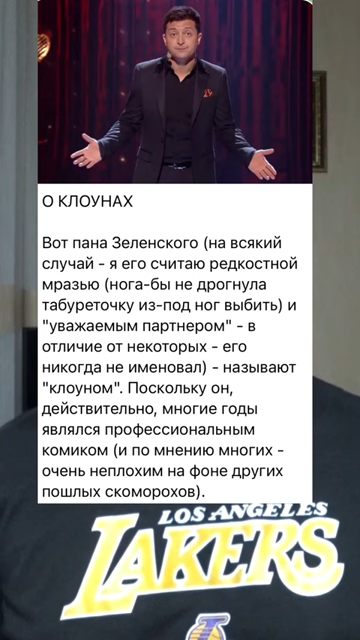 О КЛОУНАХ
Вот пана Зеленского (на всякий
случай - я его считаю редкостной
мразью (нога-бы не дрогнула
табуреточку из-под ног выбить) и
"уважаемым партнером" - в
отличие от некоторых - его
никогда не именовал) - называют
"клоуном". Поскольку он,
действительно, многие годы
являлся профессиональным
комиком (и по мнению многих -
очень неплохим на фоне других
пошлых скоморохов).
LOS ANGELES
LAKERS